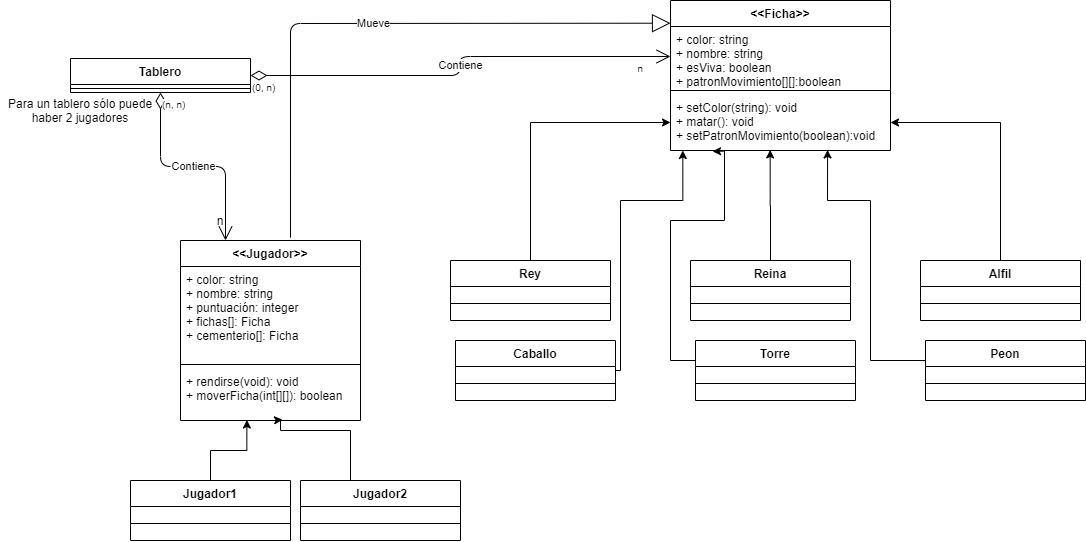 <<Ficha>>
+ color: string
+ nombre: string
+ esViva: boolean
+ patronMovimiento[][]:boolean
+ setColor(string): void
+ matar(): void
+ setPatronMovimiento(boolean):void
Mueve
Contiene
n
Tablero
(0, n)
Para un tablero sólo puede
haber 2 jugadores
(n, n)
Contiene
n
<<Jugador>>
+ color: string
+ nombre: string
+ puntuación: integer
+ fichas[]: Ficha
+ cementerio[]: Ficha
+ rendirse(void): void
+ moverFicha(int[][]): boolean
Rey
Reina
Alfil
Caballo
Torre
Peon
Jugador1
Jugador2